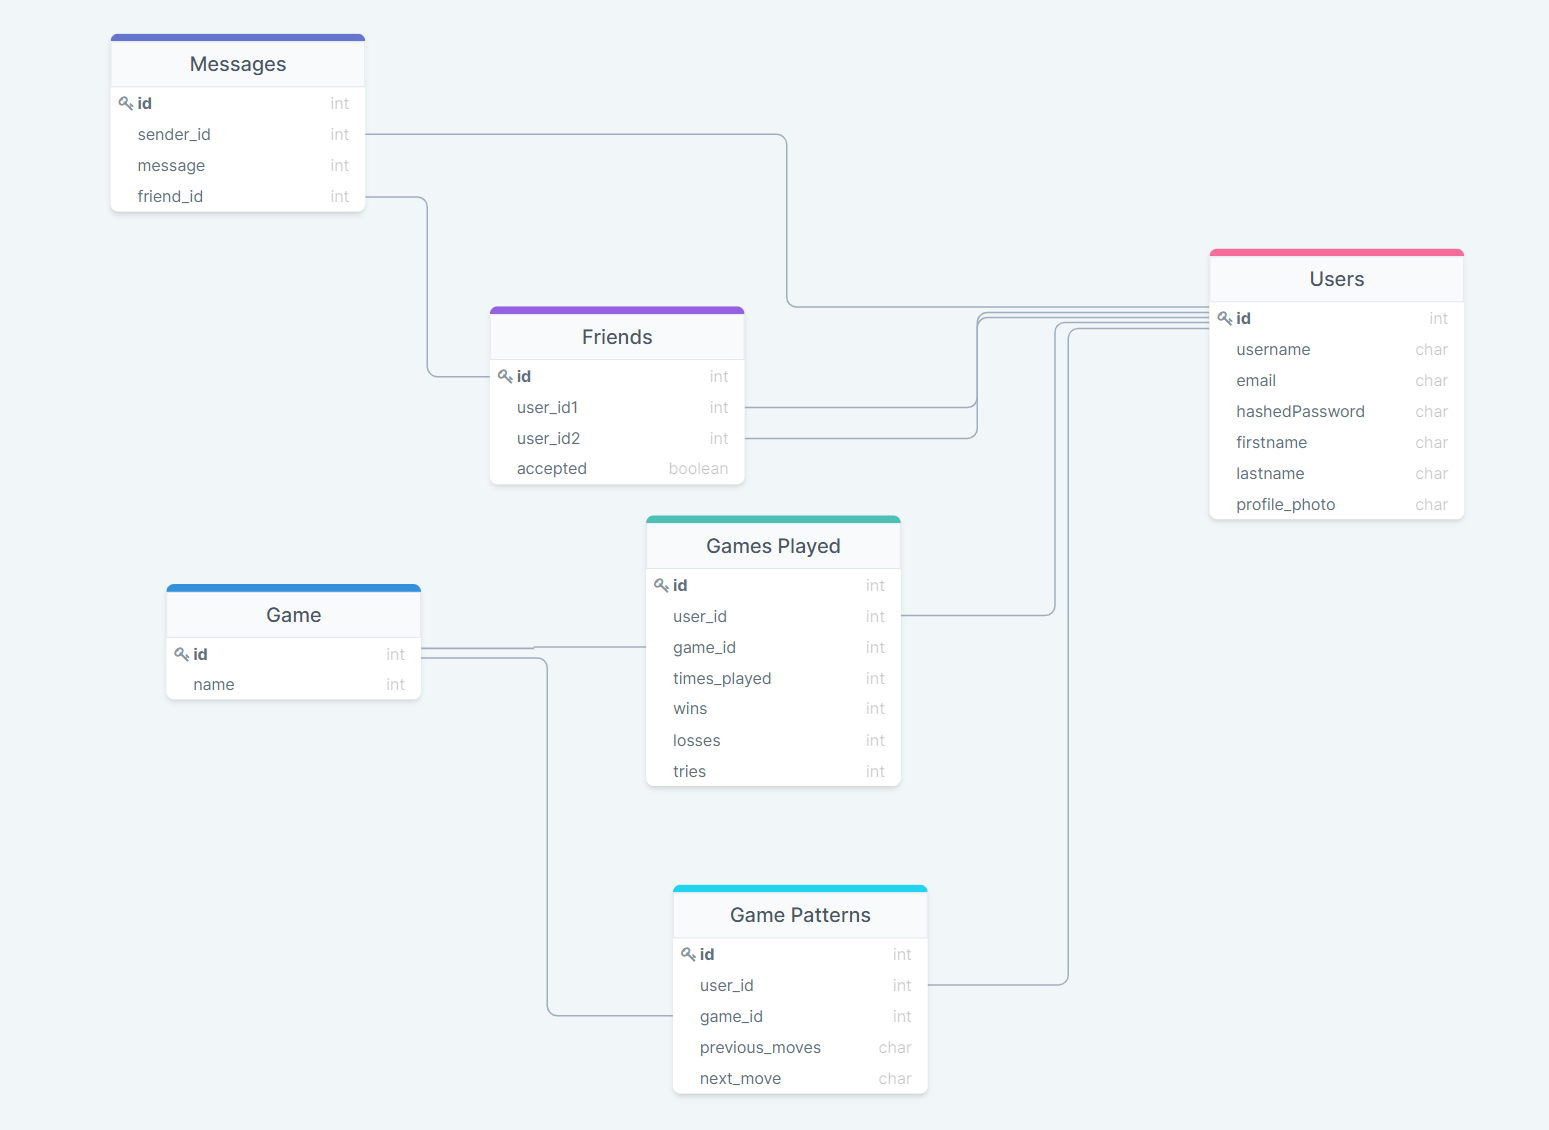 Messages
id int
sender_id int
message int
friend_id int
Users
id int
username char
email char
hashedPassword char
firstname char
lastname char
profile_photo char
Friends
id int
user_id1 int
user_id2 int
accepted boolean
Games Played
id int
user_id int
game_id int
times_played int
wins int
losses int
tries int
Game
id int
name int
Game Patterns
id int
user_id int
game_id int
previous_moves char
next_move char